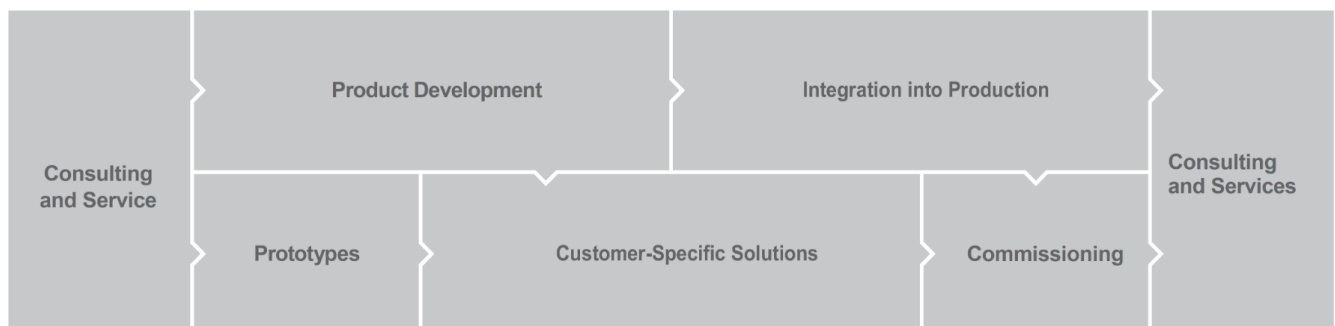 Consulting
and Service
Product Development
Integration into Production
Prototypes
Customer-Specific Solutions
Commissioning
Consulting
and Services